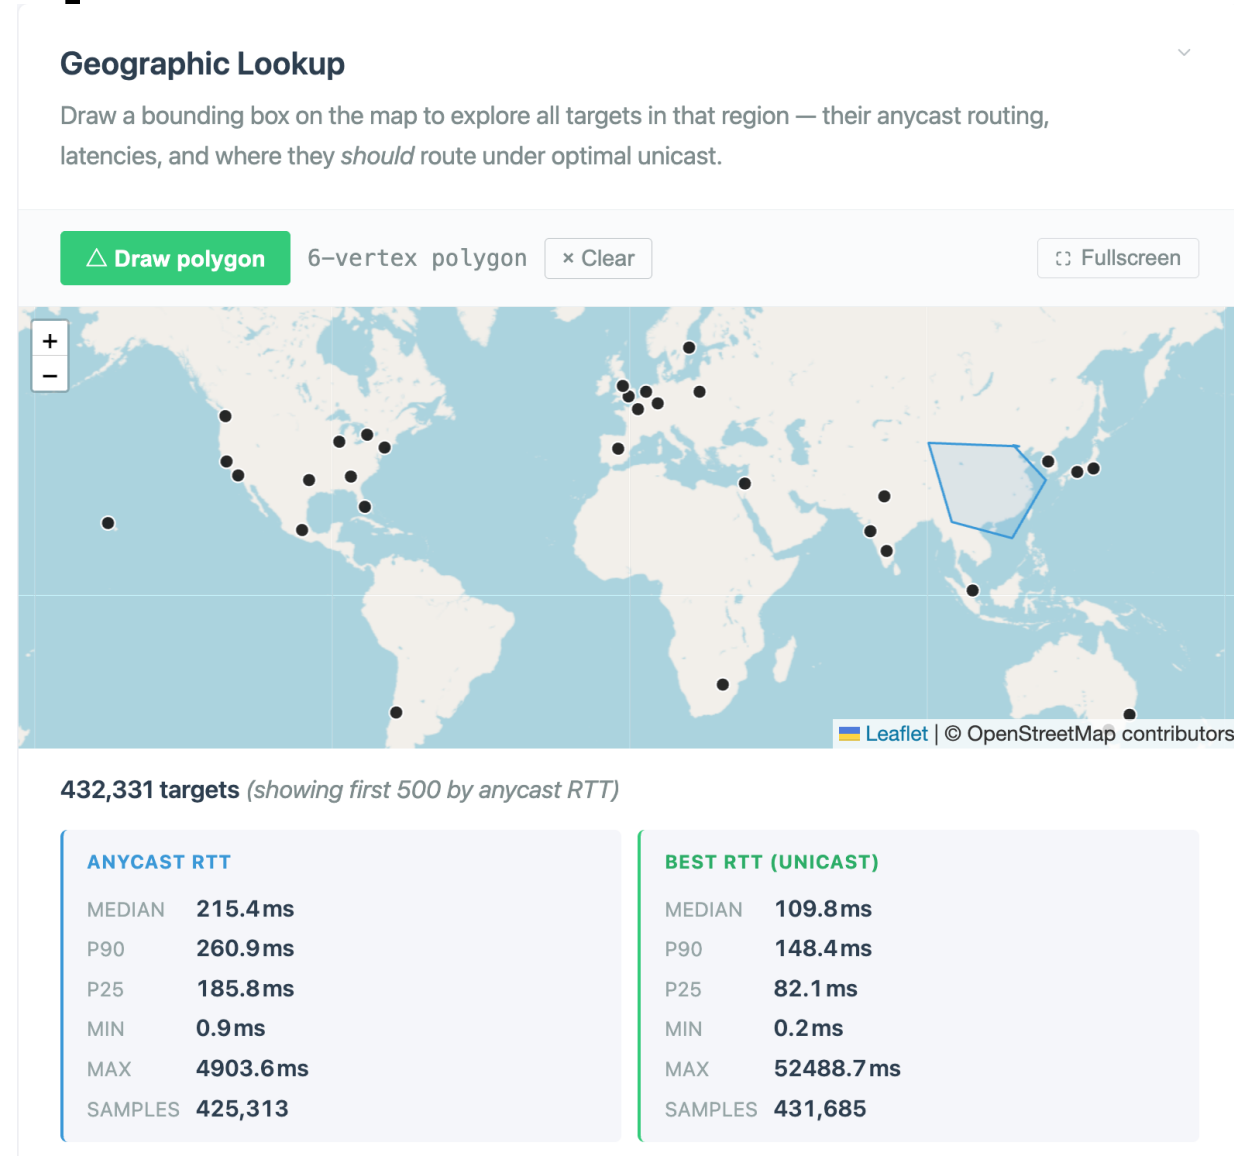 Geographic Lookup
Draw a bounding box on the map to explore all targets in that region — their anycast routing,
latencies, and where they should route under optimal unicast.
△ Draw polygon 6-vertex polygon × Clear Fullscreen
+
−
Leaflet | © OpenStreetMap contributors
432,331 targets (showing first 500 by anycast RTT)
ANYCAST RTT
MEDIAN 215.4ms
P90 260.9ms
P25 185.8ms
MIN 0.9ms
MAX 4903.6ms
SAMPLES 425,313
BEST RTT (UNICAST)
MEDIAN 109.8ms
P90 148.4ms
P25 82.1ms
MIN 0.2ms
MAX 52488.7ms
SAMPLES 431,685